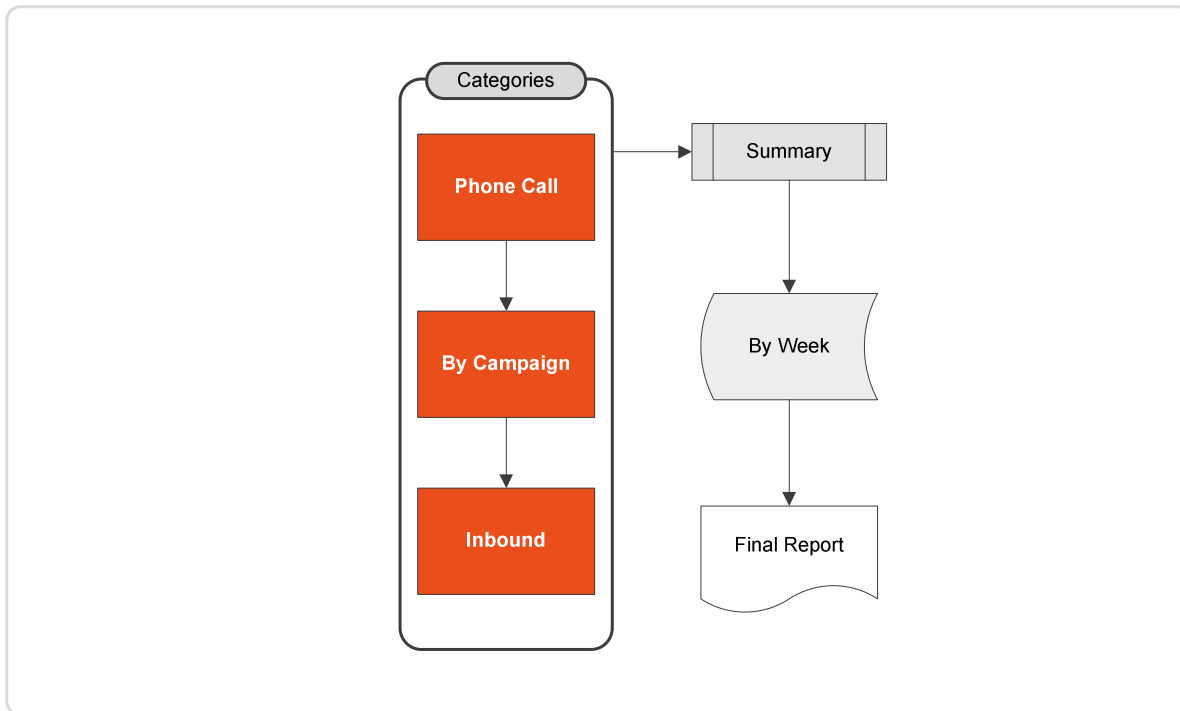 Categories
Phone Call
By Campaign
Inbound
Summary
By Week
Final Report